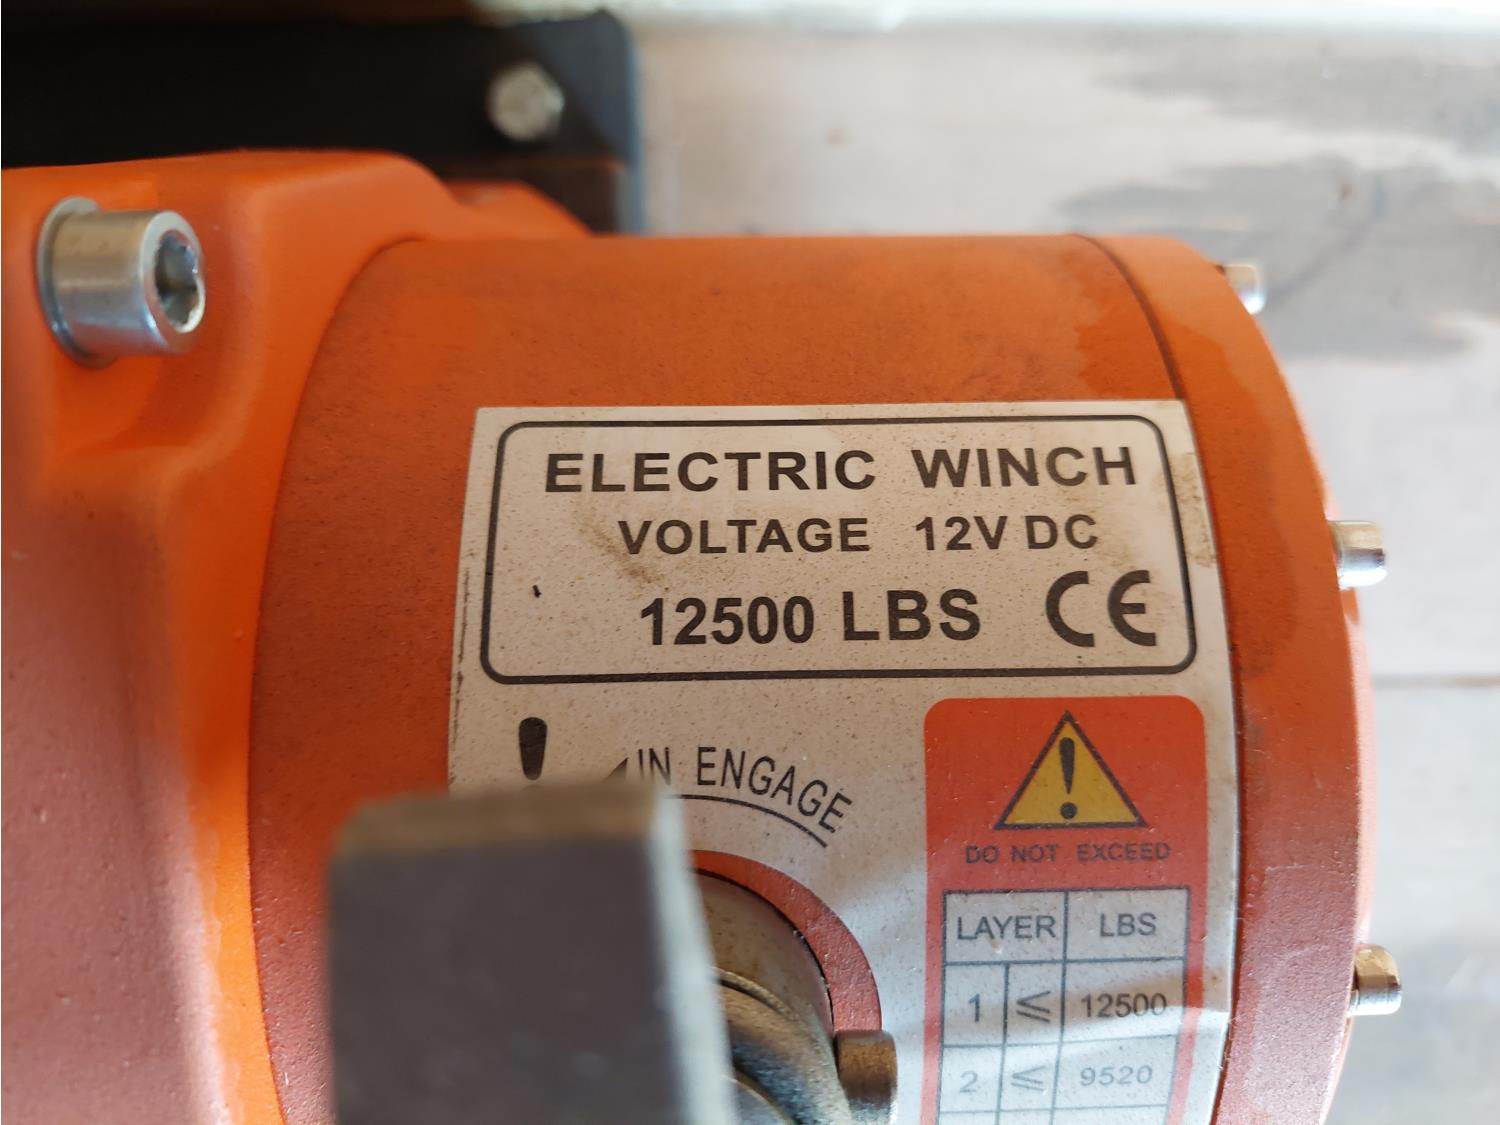 ELECTRIC WINCH
VOLTAGE 12V DC
12500 LBS CE
IN ENGAGE
DO NOT EXCEED
LAYER LBS
1 ≤ 12500
2 ≤ 9520